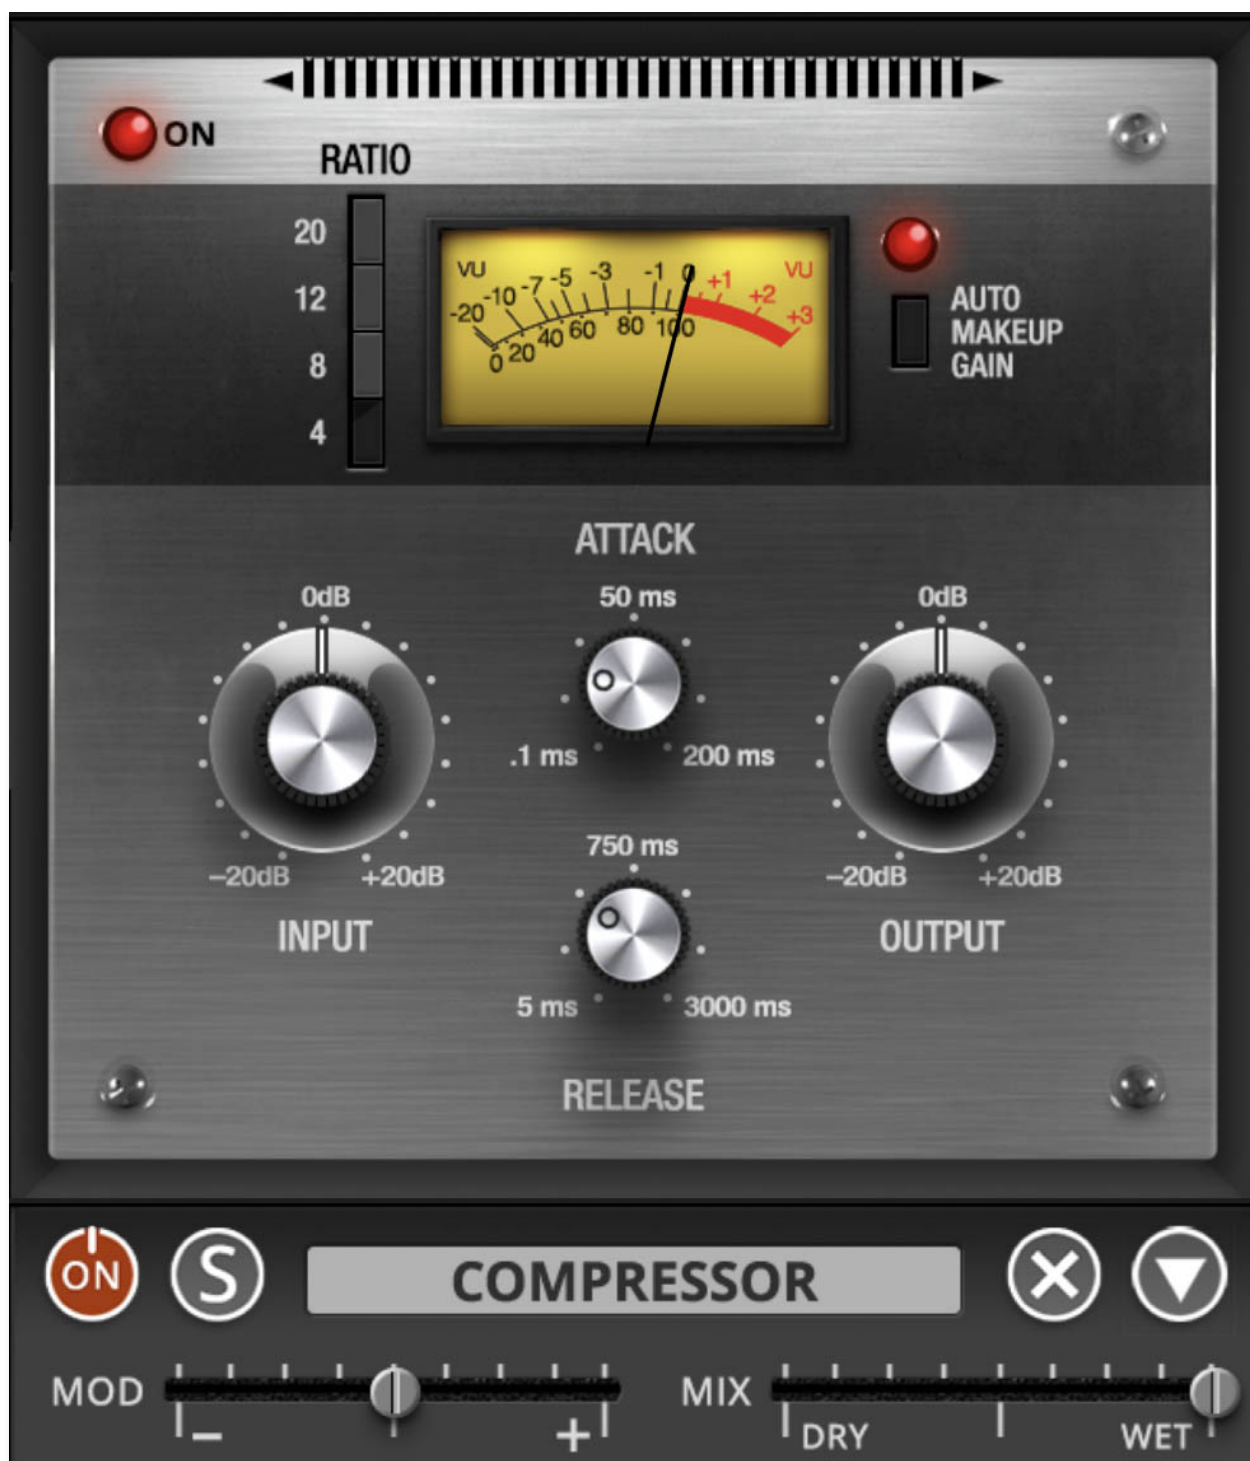 ON
RATIO
20
12
8
4
VU -20 -10 -7 -5 -3 -1 0 +1 +2 +3 VU
0 20 40 60 80 100
AUTO
MAKEUP
GAIN
ATTACK
50 ms
.1 ms 200 ms
0dB
–20dB +20dB
INPUT
0dB
–20dB +20dB
OUTPUT
750 ms
5 ms 3000 ms
RELEASE
ON S COMPRESSOR
MOD – +
MIX DRY WET